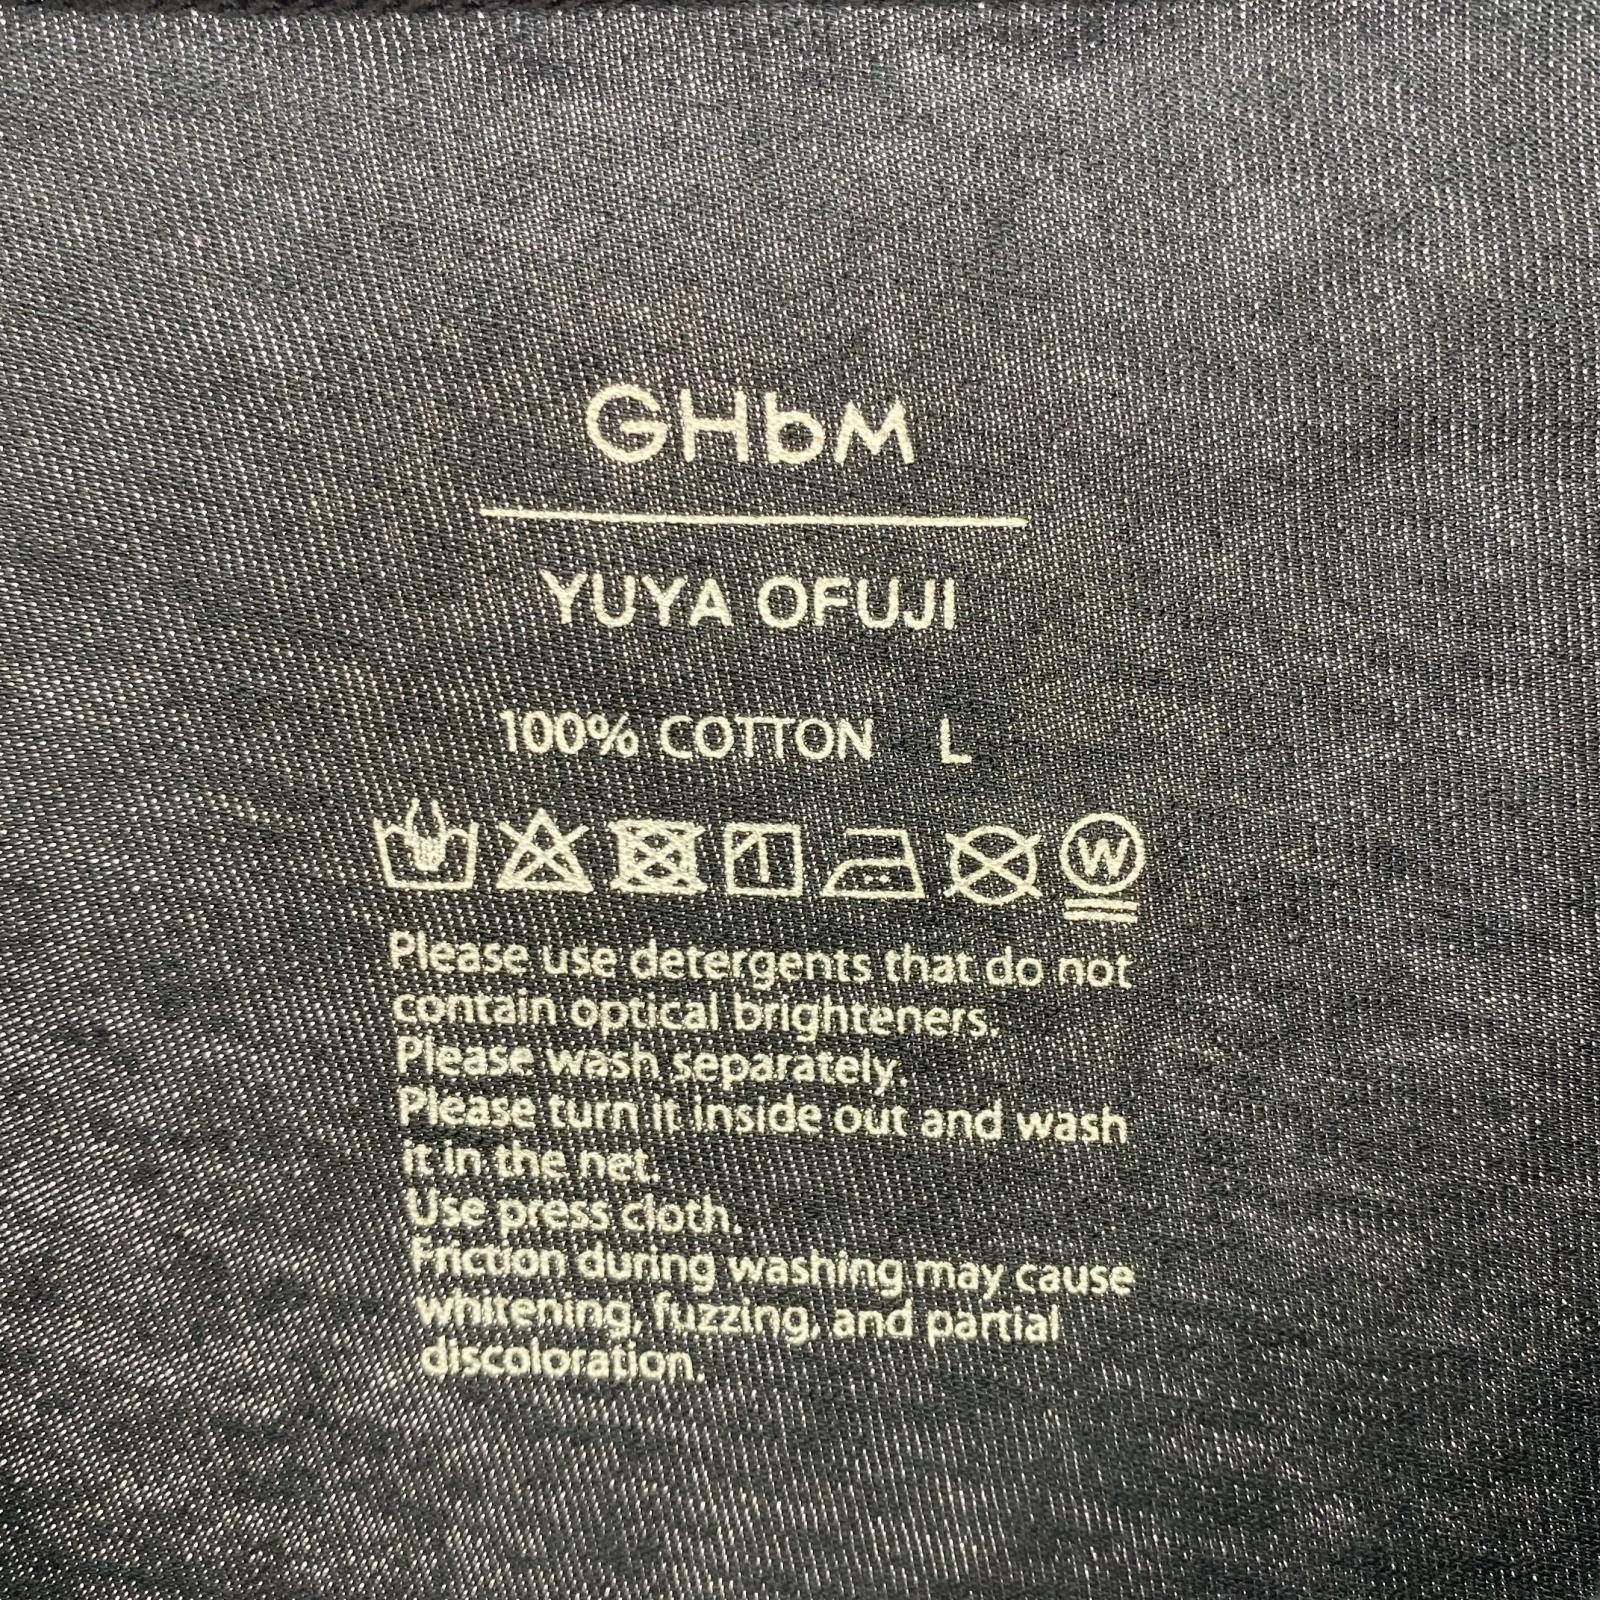 GHbM
YUYA OFUJI
100% COTTON L
W
Please use detergents that do not
contain optical brighteners.
Please wash separately.
Please turn it inside out and wash
it in the net.
Use press cloth.
Friction during washing may cause
whitening, fuzzing, and partial
discoloration.